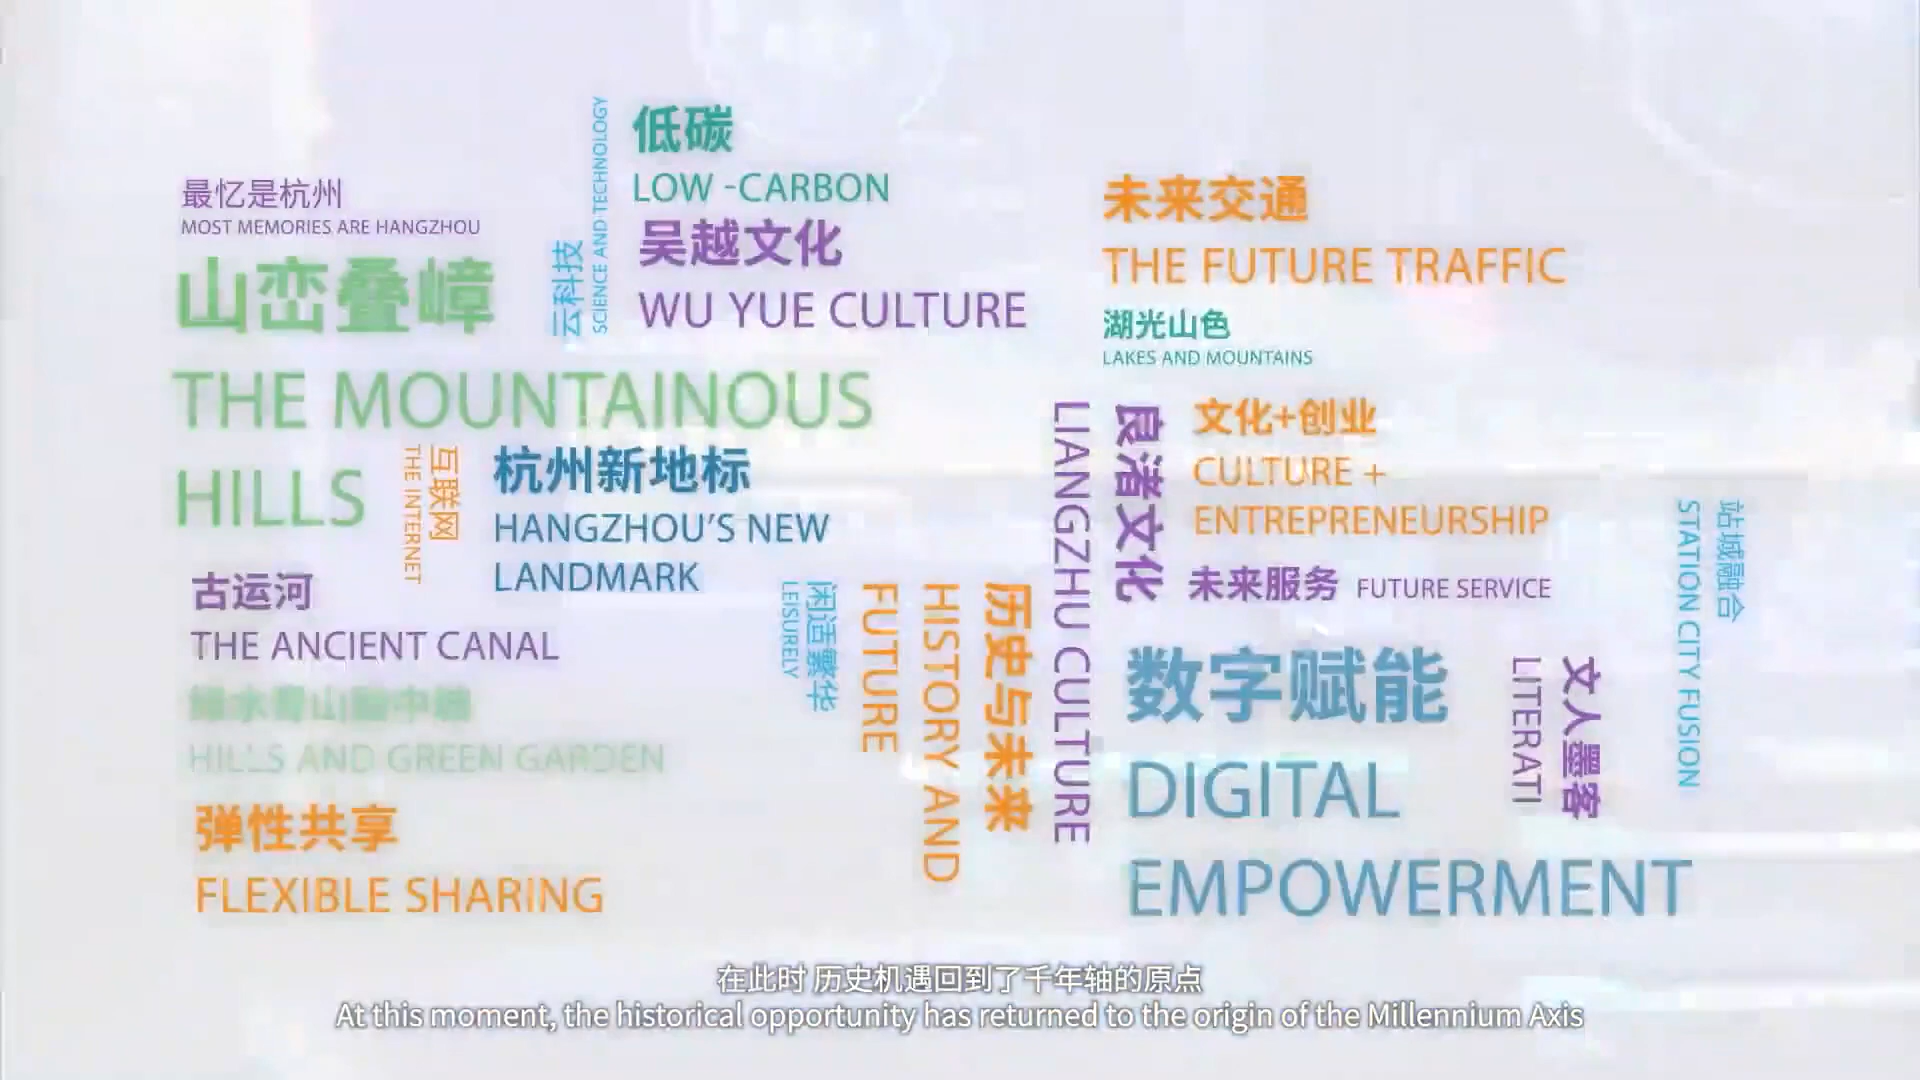 最忆是杭州
MOST MEMORIES ARE HANGZHOU
山峦叠嶂
THE MOUNTAINOUS
HILLS
云科技
SCIENCE AND TECHNOLOGY
低碳
LOW -CARBON
吴越文化
WU YUE CULTURE
未来交通
THE FUTURE TRAFFIC
湖光山色
LAKES AND MOUNTAINS
互联网
THE INTERNET
杭州新地标
HANGZHOU'S NEW
LANDMARK
良渚文化
LIANGZHU CULTURE
文化+创业
CULTURE +
ENTREPRENEURSHIP
未来服务 FUTURE SERVICE
站城融合
STATION CITY FUSION
古运河
THE ANCIENT CANAL
闲适繁华
LEISURELY
历史与未来
HISTORY AND
FUTURE
数字赋能
DIGITAL
EMPOWERMENT
文人墨客
LITERATI
HILLS AND GREEN GARDEN
弹性共享
FLEXIBLE SHARING
在此时 历史机遇回到了千年轴的原点
At this moment, the historical opportunity has returned to the origin of the Millennium Axis